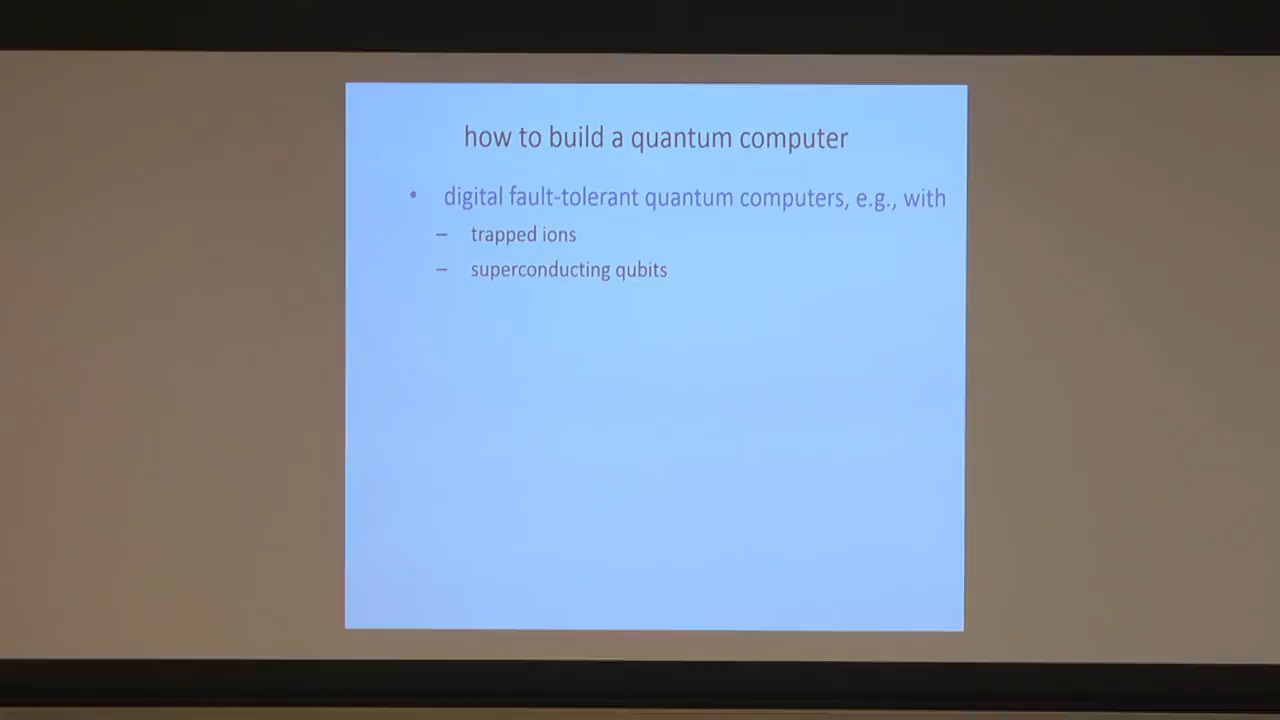 how to build a quantum computer
• digital fault-tolerant quantum computers, e.g., with
– trapped ions
– superconducting qubits